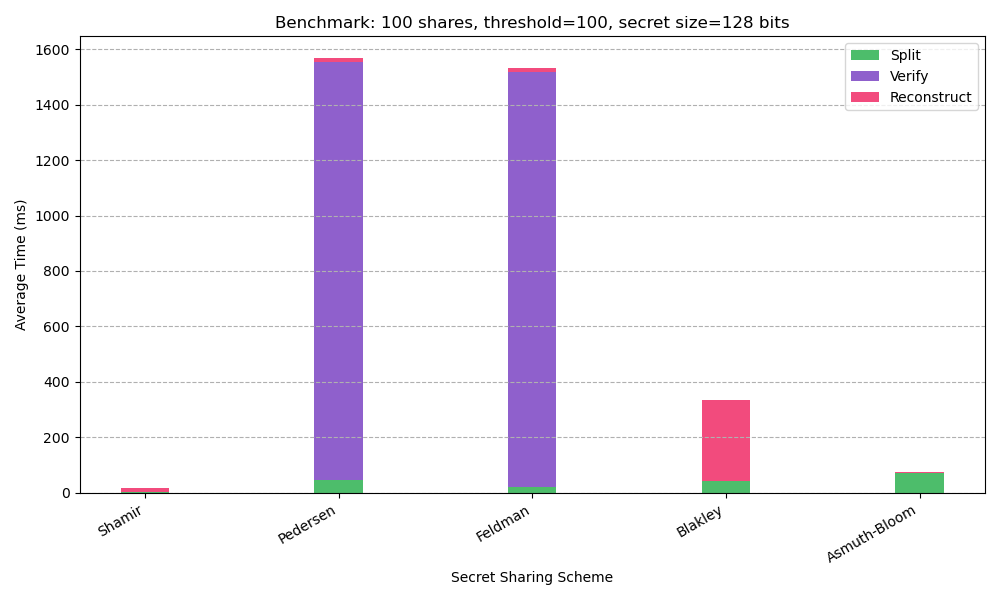 Benchmark: 100 shares, threshold=100, secret size=128 bits
Split
Verify
Reconstruct
1600
1400
1200
1000
800
600
400
200
0
Average Time (ms)
Shamir
Pedersen
Feldman
Blakley
Asmuth-Bloom
Secret Sharing Scheme